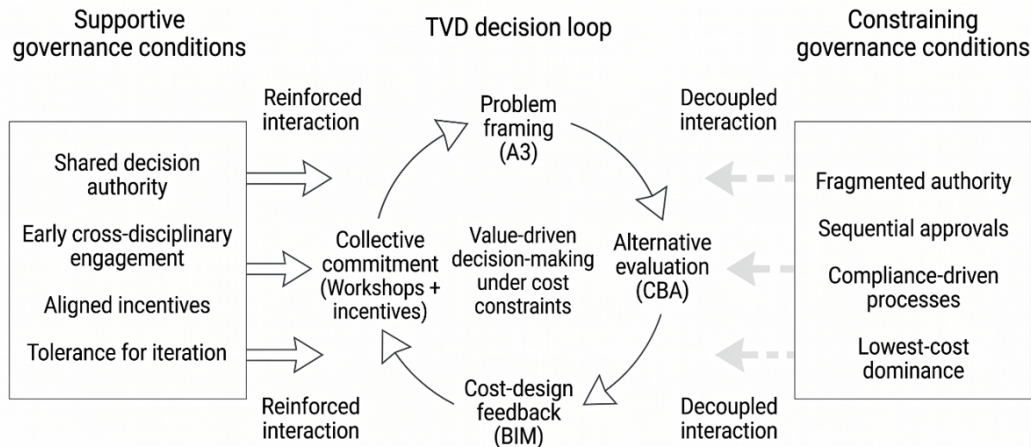 Supportive
governance conditions
TVD decision loop
Constraining
governance conditions
Reinforced
interaction
Problem
framing
(A3)
Decoupled
interaction
Shared decision
authority
Early cross-disciplinary
engagement
Aligned incentives
Tolerance for iteration
Collective
commitment
(Workshops +
incentives)
Value-driven
decision-making
under cost
constraints
Alternative
evaluation
(CBA)
Fragmented authority
Sequential approvals
Compliance-driven
processes
Lowest-cost
dominance
Reinforced
interaction
Cost-design
feedback
(BIM)
Decoupled
interaction